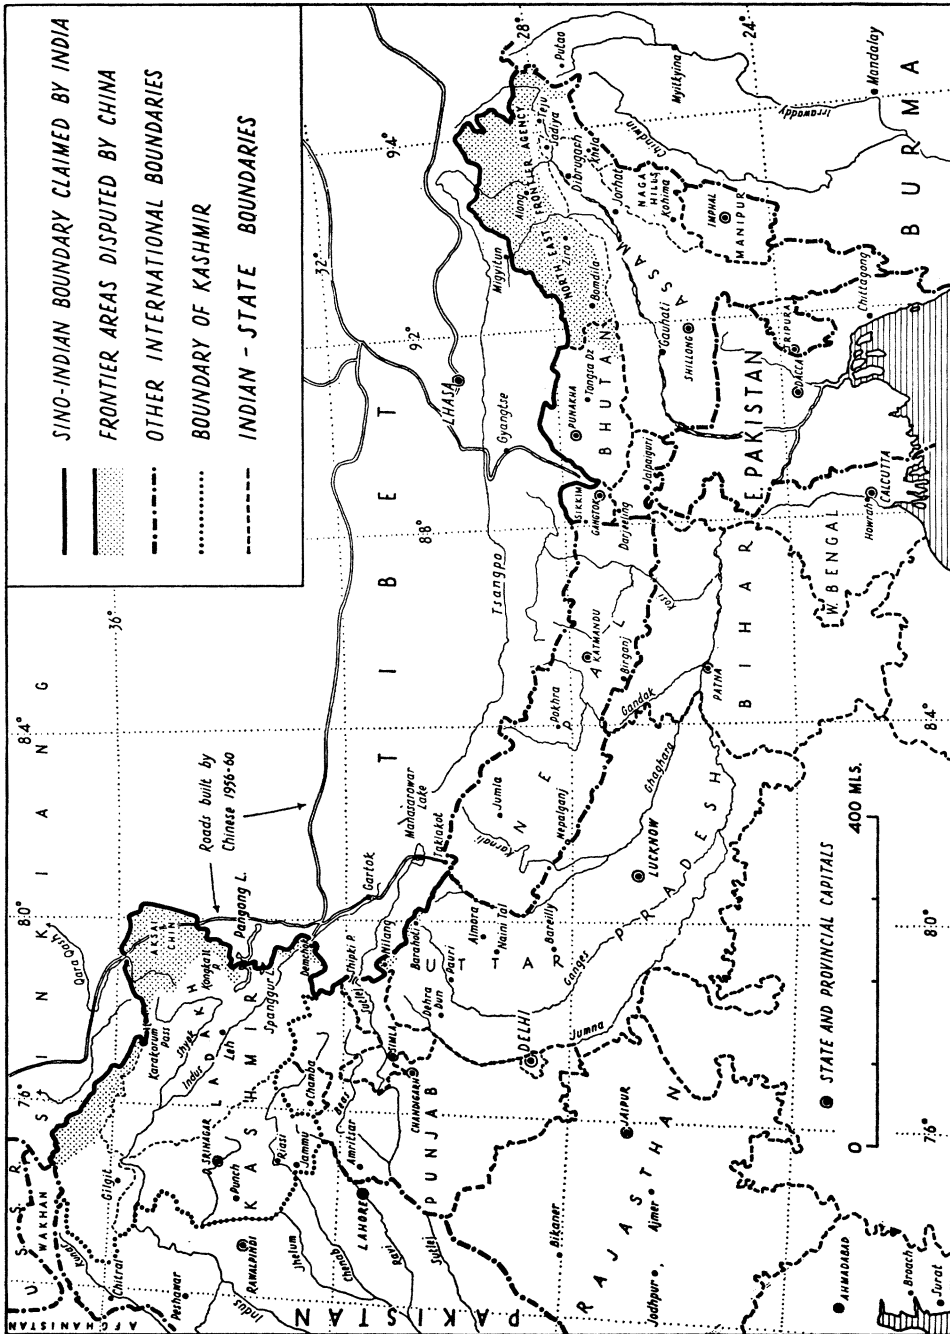 SINO-INDIAN BOUNDARY CLAIMED BY INDIA
FRONTIER AREAS DISPUTED BY CHINA
OTHER INTERNATIONAL BOUNDARIES
BOUNDARY OF KASHMIR
INDIAN-STATE BOUNDARIES
U. S. S. R.
WAKHAN
AFGHANISTAN
SINKIANG
76°
80°
84°
88°
92°
94°
36°
32°
28°
24°
Qara Qash
Kunar
Chitral
Gilgit
Peshawar
Indus
RAWALPINDI
Punch
SRINAGAR
KASHMIR
LADAKH
Karakorum
Pass
Shyok
Indus
Leh
AKSAI
CHIN
Kongka P.
Pangong L.
Spanggur L.
Demchok
Roads built by
Chinese 1956-60
Riasi
Jammu
Chamba
Jhelum
Chenab
Ravi
Sutlej
LAHORE
Amritsar
Beas
Sutlej
Shipki P.
Nilang
Barahoti
SIMLA
CHANDIGARH
PUNJAB
Dehra
Dun
Pauri
Almora
Naini Tal
Bareilly
Gartok
Manasarowar
Lake
Taklakot
TIBET
Tsangpo
LHASA
Gyangtse
Migyitun
PAKISTAN
RAJASTHAN
Bikaner
Jodhpur
Ajmer
JAIPUR
DELHI
Jumna
Ganges
UTTAR PRADESH
LUCKNOW
Ghaghara
Gandak
NEPAL
Karnali
Jumla
Nepalganj
Pokhra
KATMANDU
Birganj
Kosi
SIKKIM
GANGTOK
Darjeeling
Jalpaiguri
BHUTAN
PUNAKHA
Tongsa Dz
NORTH EAST FRONTIER AGENCY
Bomdila
Ziro
Along
Teju
Sadiya
Dibrugarh
Jorhat
NAGA
HILLS
Kohima
IMPHAL
MANIPUR
ASSAM
Gauhati
SHILLONG
E PAKISTAN
TRIPURA
DACCA
Chittagong
BIHAR
PATNA
W. BENGAL
Howrah
CALCUTTA
BURMA
Putao
Myitkyina
Mandalay
Irrawaddy
Chindwin
AHMADABAD
Broach
Surat
STATE AND PROVINCIAL CAPITALS
0
400 MLS.